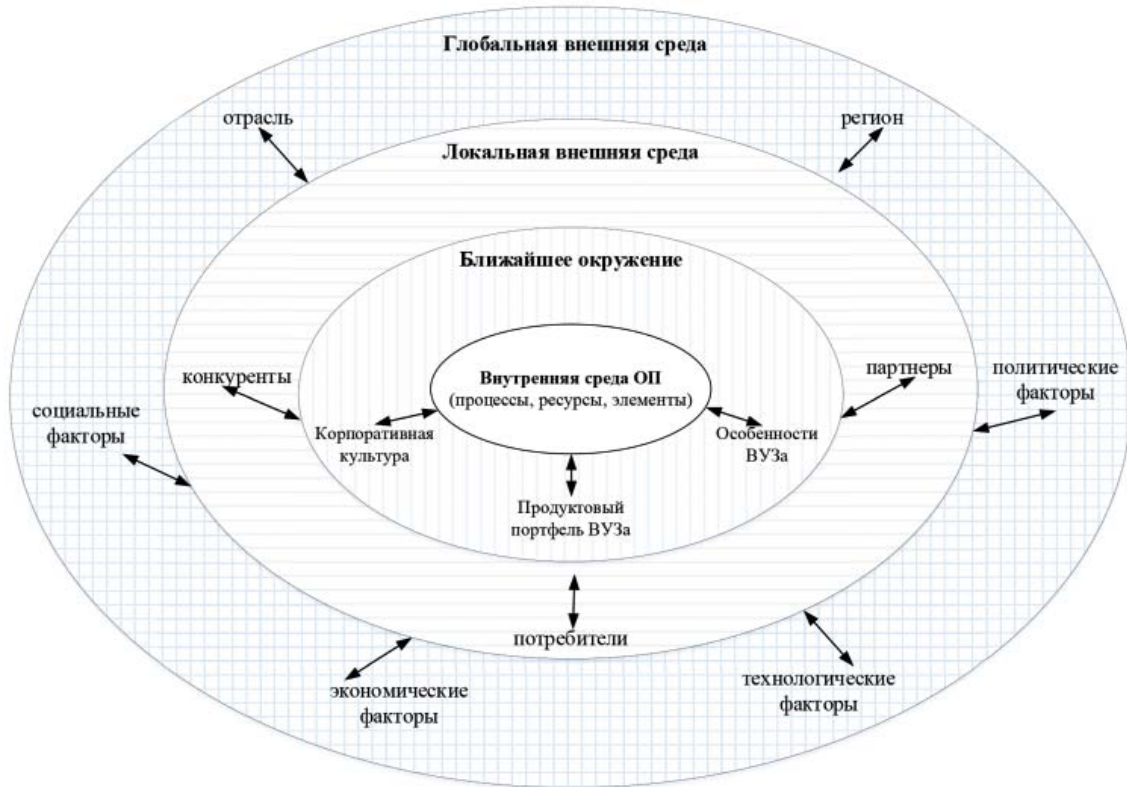 Глобальная внешняя среда
отрасль
регион
Локальная внешняя среда
Ближайшее окружение
конкуренты
партнеры
политические
факторы
социальные
факторы
Внутренняя среда ОП
(процессы, ресурсы, элементы)
Корпоративная
культура
Особенности
ВУЗа
Продуктовый
портфель ВУЗа
потребители
экономические
факторы
технологические
факторы